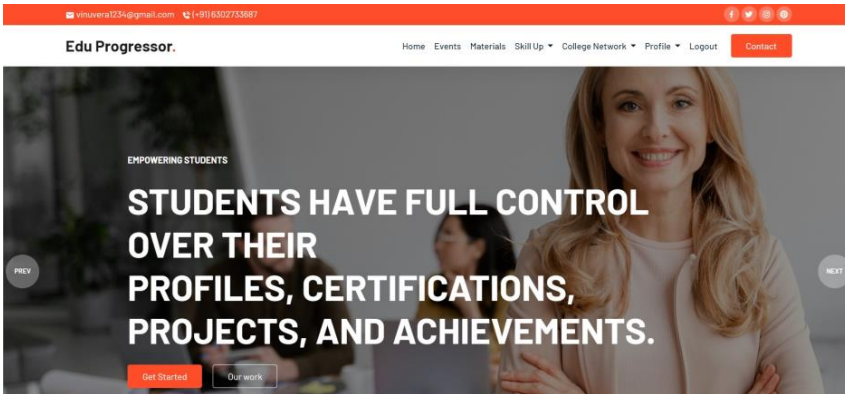 vinuvera1234@gmail.com (+91)6302733687
Edu Progressor.
Home Events Materials Skill Up College Network Profile Logout Contact
EMPOWERING STUDENTS
STUDENTS HAVE FULL CONTROL
OVER THEIR
PROFILES, CERTIFICATIONS,
PROJECTS, AND ACHIEVEMENTS.
PREV
NEXT
Get Started Our work